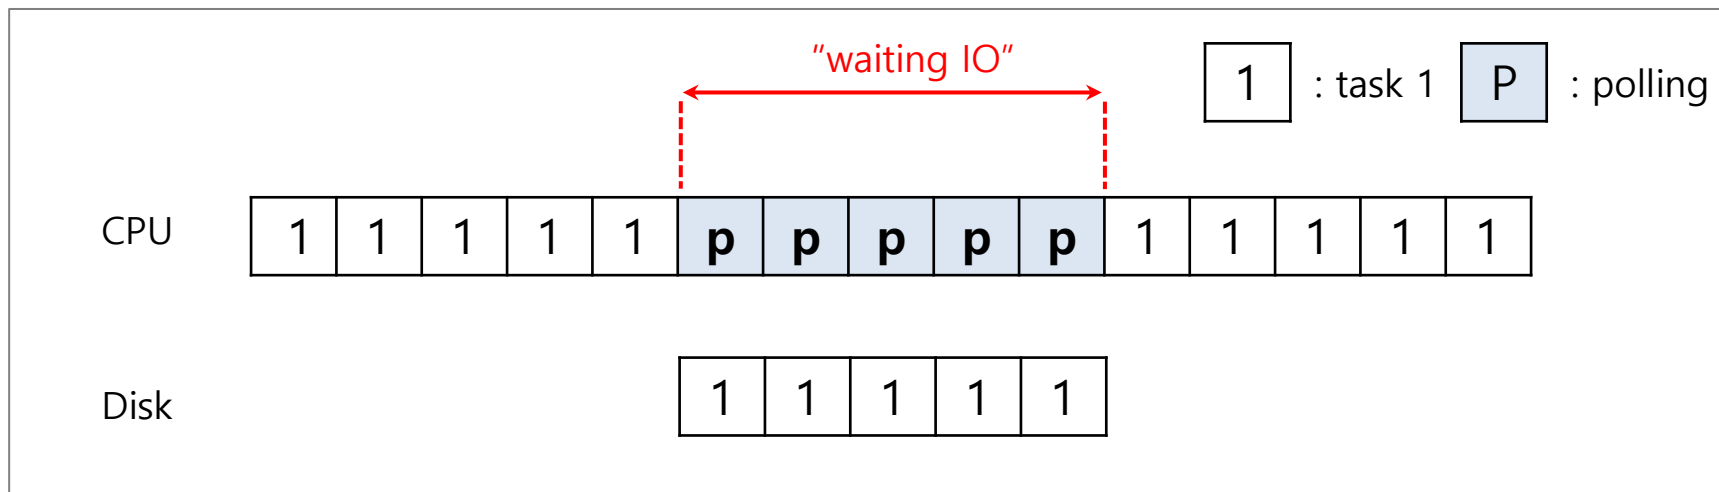 "waiting IO"
1 : task 1 P : polling
CPU 1 1 1 1 1 p p p p p 1 1 1 1 1
Disk 1 1 1 1 1